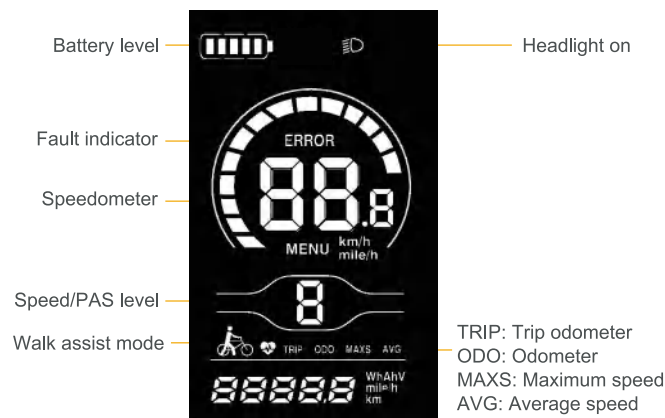 Battery level
Headlight on
Fault indicator
ERROR
Speedometer
88.8
MENU km/h
mile/h
Speed/PAS level
8
Walk assist mode
TRIP ODO MAXS AVG
TRIP: Trip odometer
ODO: Odometer
MAXS: Maximum speed
AVG: Average speed
8888.8
WhAhV
mile/h
km